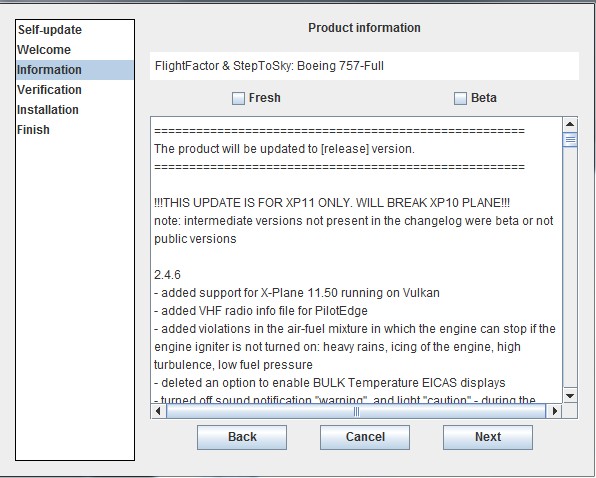 Self-update
Welcome
Information
Verification
Installation
Finish
Product information
FlightFactor & StepToSky: Boeing 757-Full
Fresh
Beta
=====================================================
The product will be updated to [release] version.
=====================================================
!!!THIS UPDATE IS FOR XP11 ONLY. WILL BREAK XP10 PLANE!!!
note: intermediate versions not present in the changelog were beta or not
public versions
2.4.6
- added support for X-Plane 11.50 running on Vulkan
- added VHF radio info file for PilotEdge
- added violations in the air-fuel mixture in which the engine can stop if the
engine igniter is not turned on: heavy rains, icing of the engine, high
turbulence, low fuel pressure
- deleted an option to enable BULK Temperature EICAS displays
- turned off sound notification "warning", and light "caution" - during the
Back
Cancel
Next